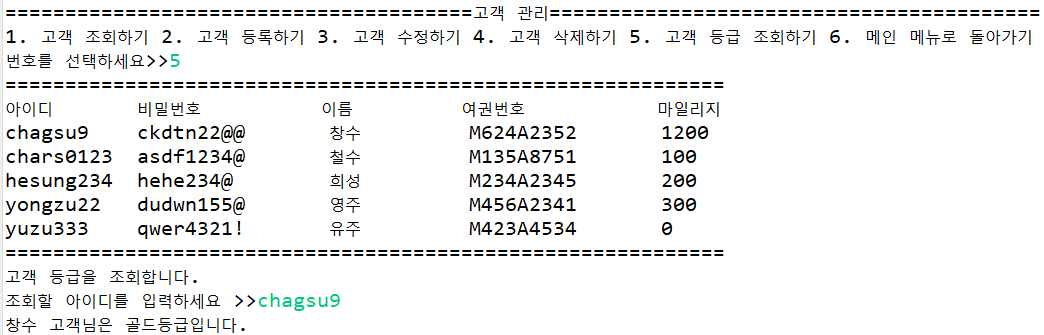 =======================================고객 관리=========================================
1. 고객 조회하기 2. 고객 등록하기 3. 고객 수정하기 4. 고객 삭제하기 5. 고객 등급 조회하기 6. 메인 메뉴로 돌아가기
번호를 선택하세요>>5
============================================================
아이디 비밀번호 이름 여권번호 마일리지
chagsu9 ckdtn22@@ 창수 M624A2352 1200
chars0123 asdf1234@ 철수 M135A8751 100
hesung234 hehe234@ 희성 M234A2345 200
yongzu22 dudwn155@ 영주 M456A2341 300
yuzu333 qwer4321! 유주 M423A4534 0
============================================================
고객 등급을 조회합니다.
조회할 아이디를 입력하세요 >>chagsu9
창수 고객님은 골드등급입니다.